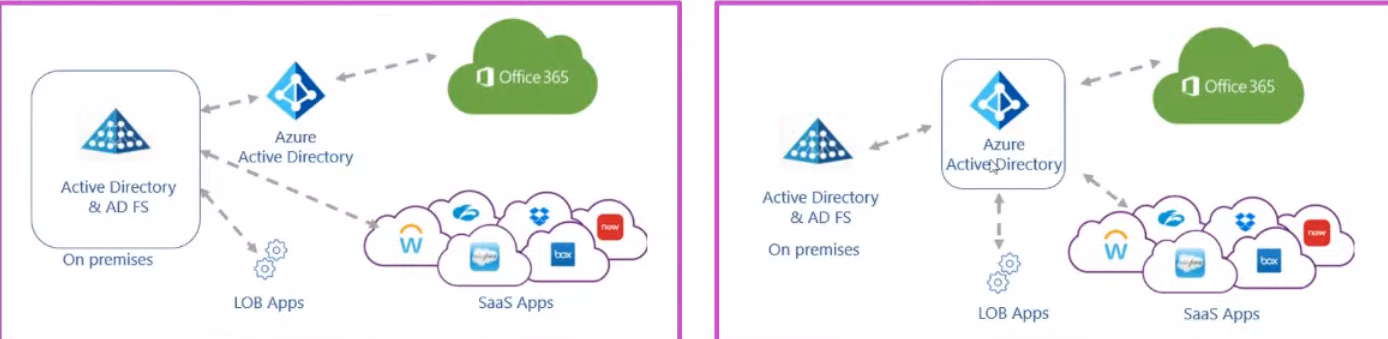 Office 365
Azure
Active Directory
Active Directory
& AD FS
On premises
W
box
now
LOB Apps
SaaS Apps
Office 365
Azure
Active Directory
Active Directory
& AD FS
On premises
W
box
now
LOB Apps
SaaS Apps